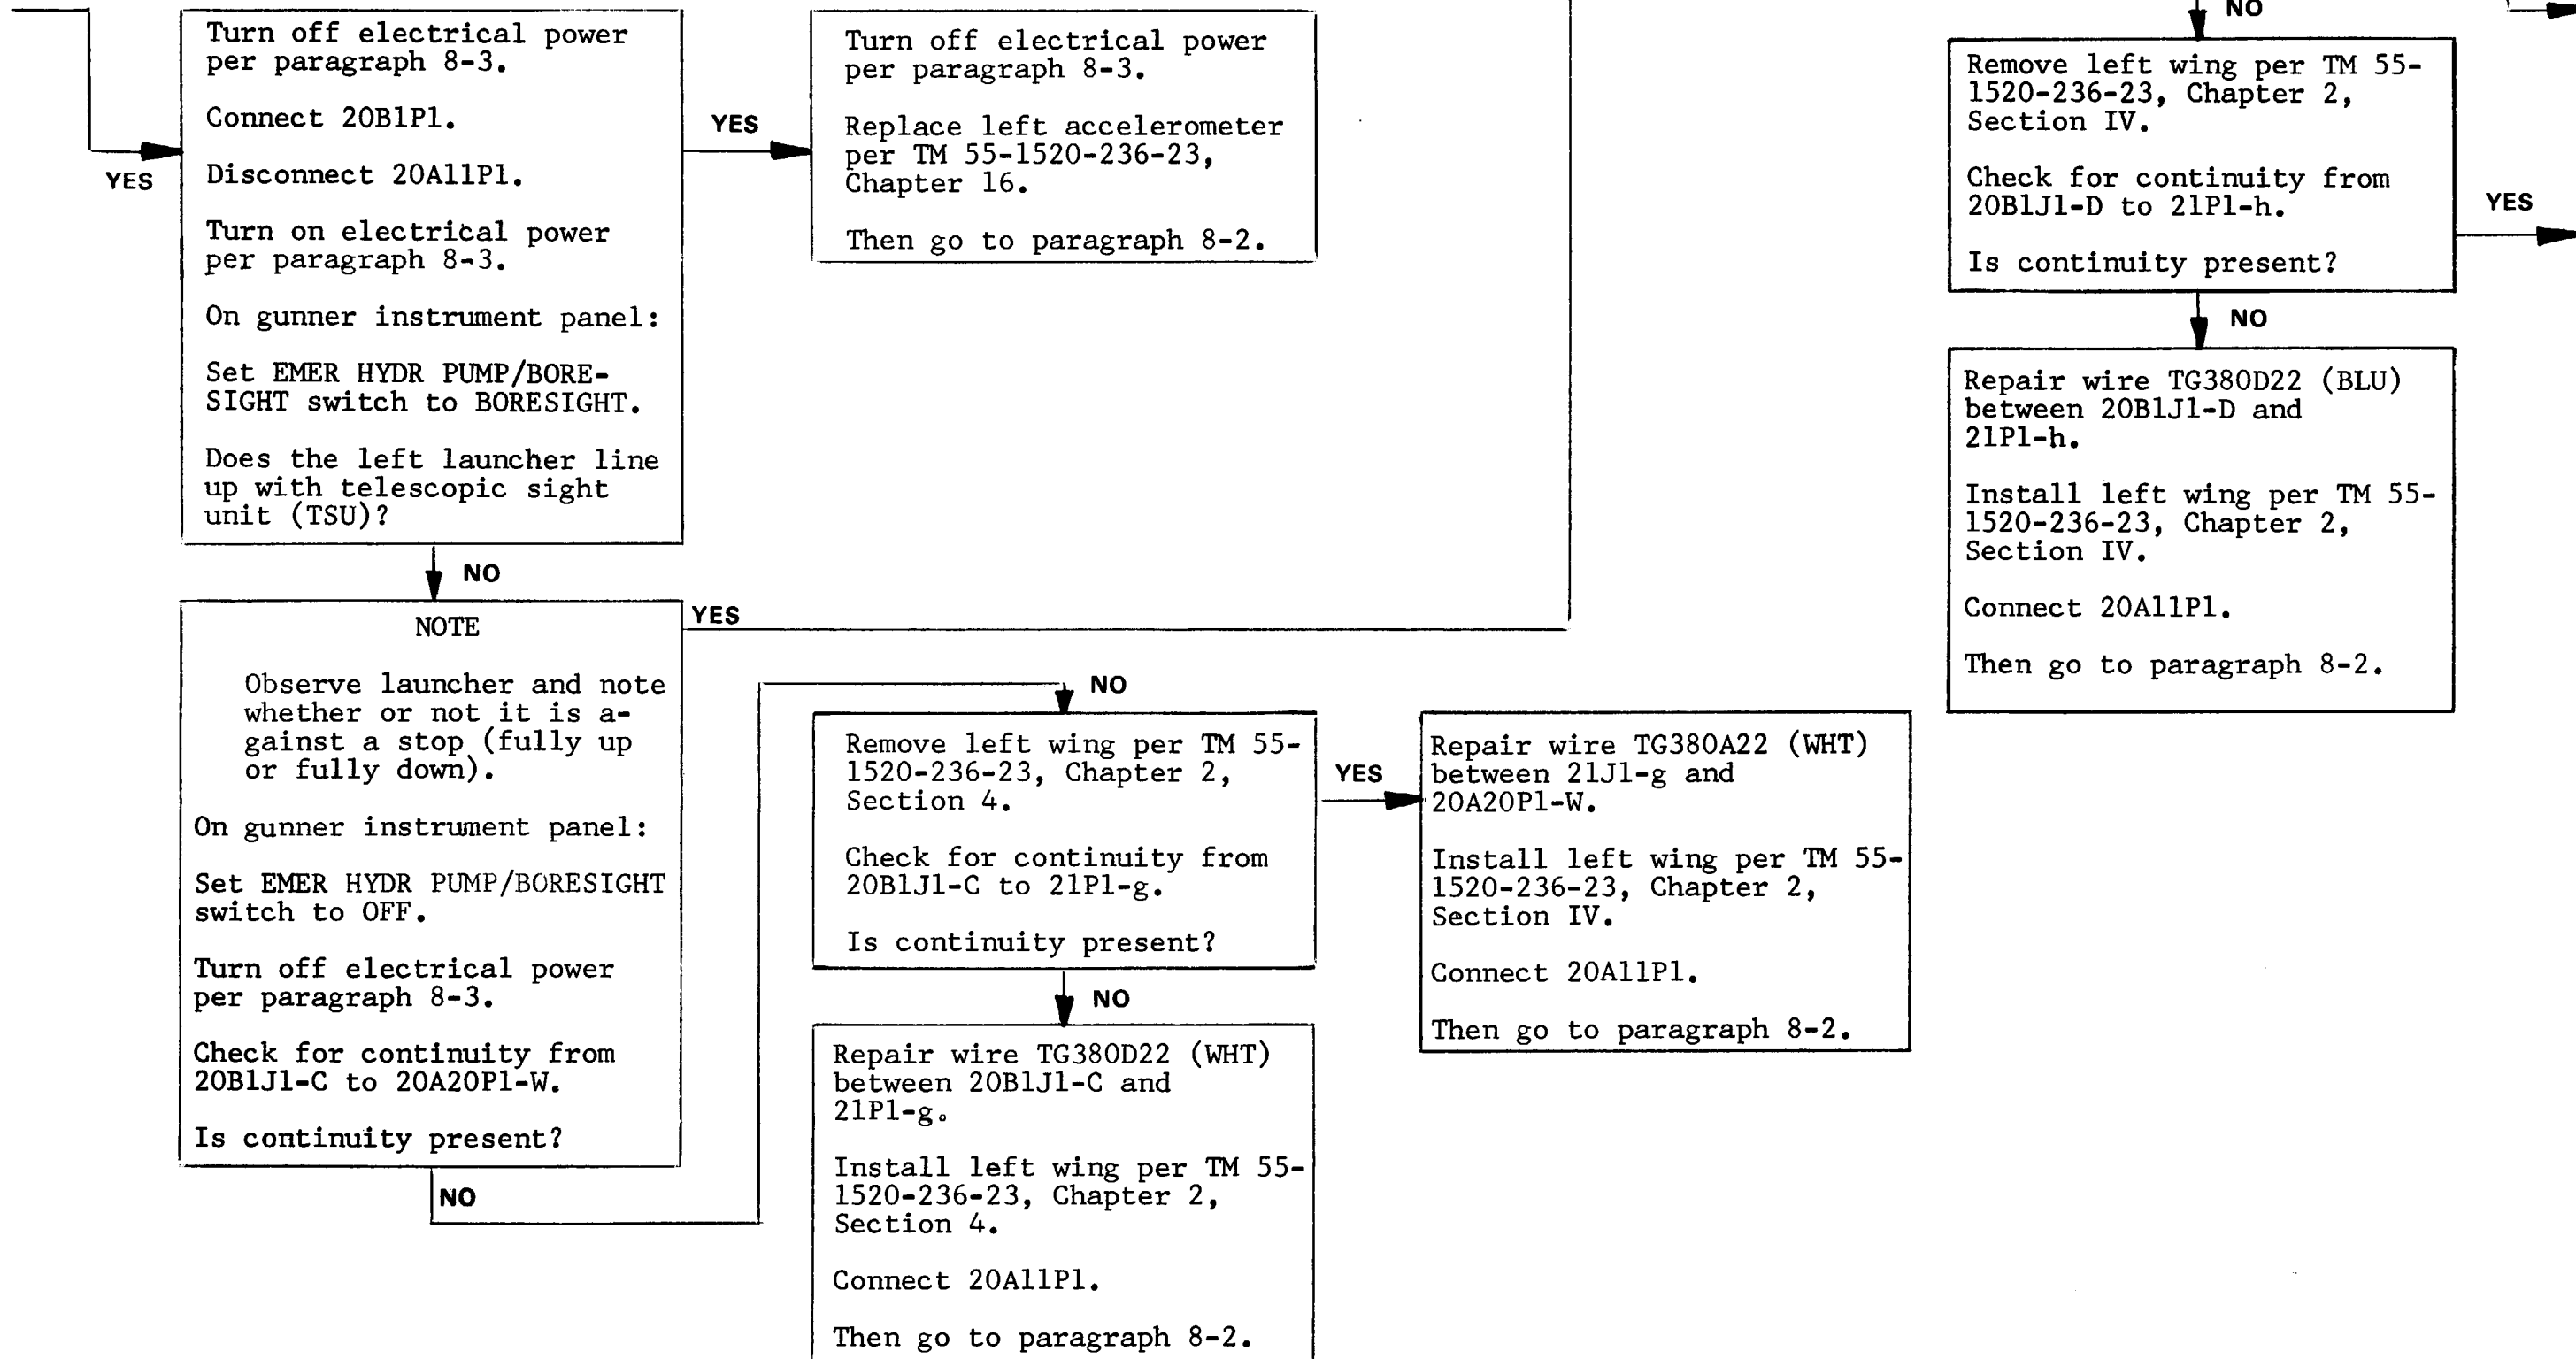 YES
Turn off electrical power
per paragraph 8-3.
Connect 20B1P1.
Disconnect 20A11P1.
Turn on electrical power
per paragraph 8-3.
On gunner instrument panel:
Set EMER HYDR PUMP/BORE-
SIGHT switch to BORESIGHT.
Does the left launcher line
up with telescopic sight
unit (TSU)?
YES
Turn off electrical power
per paragraph 8-3.
Replace left accelerometer
per TM 55-1520-236-23,
Chapter 16.
Then go to paragraph 8-2.
NO
NOTE
Observe launcher and note
whether or not it is a-
gainst a stop (fully up
or fully down).
On gunner instrument panel:
Set EMER HYDR PUMP/BORESIGHT
switch to OFF.
Turn off electrical power
per paragraph 8-3.
Check for continuity from
20B1J1-C to 20A20P1-W.
Is continuity present?
YES
NO
NO
Remove left wing per TM 55-
1520-236-23, Chapter 2,
Section 4.
Check for continuity from
20B1J1-C to 21P1-g.
Is continuity present?
YES
Repair wire TG380A22 (WHT)
between 21J1-g and
20A20P1-W.
Install left wing per TM 55-
1520-236-23, Chapter 2,
Section IV.
Connect 20A11P1.
Then go to paragraph 8-2.
NO
Repair wire TG380D22 (WHT)
between 20B1J1-C and
21P1-g.
Install left wing per TM 55-
1520-236-23, Chapter 2,
Section 4.
Connect 20A11P1.
Then go to paragraph 8-2.
NO
Remove left wing per TM 55-
1520-236-23, Chapter 2,
Section IV.
Check for continuity from
20B1J1-D to 21P1-h.
Is continuity present?
YES
NO
Repair wire TG380D22 (BLU)
between 20B1J1-D and
21P1-h.
Install left wing per TM 55-
1520-236-23, Chapter 2,
Section IV.
Connect 20A11P1.
Then go to paragraph 8-2.